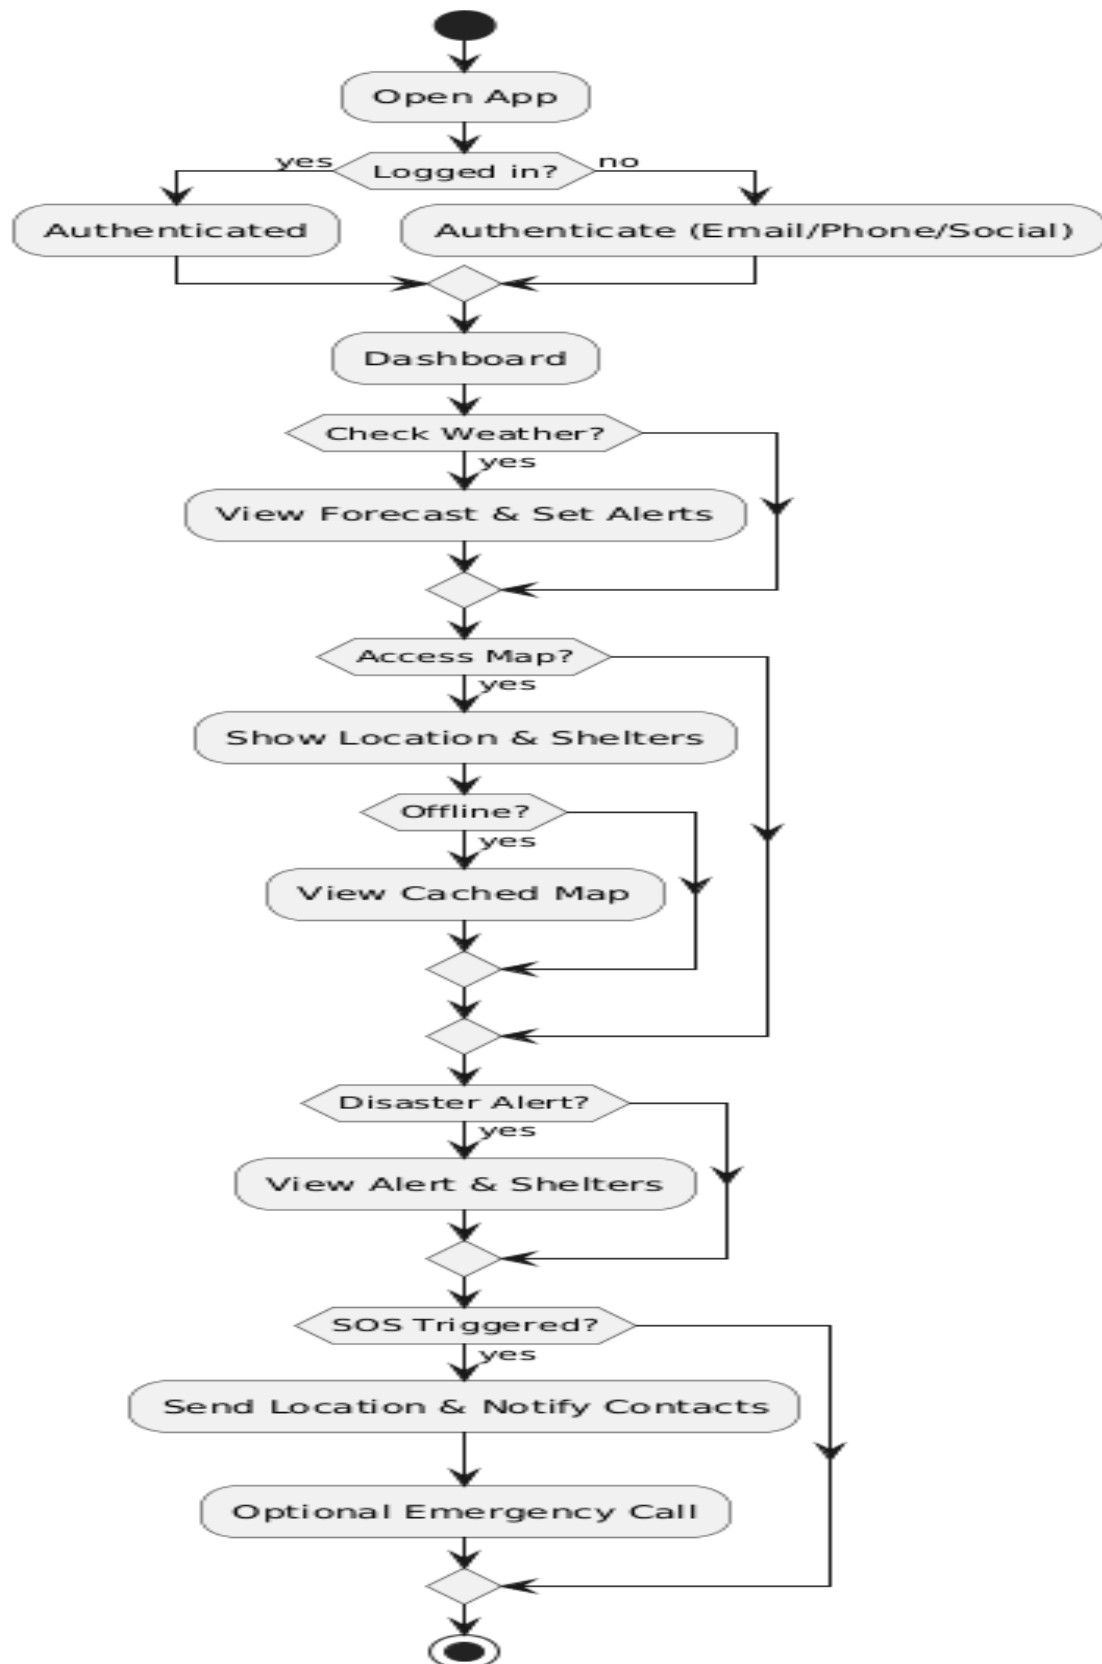 Open App
yes
Logged in?
no
Authenticated
Authenticate (Email/Phone/Social)
Dashboard
Check Weather?
yes
View Forecast & Set Alerts
Access Map?
yes
Show Location & Shelters
Offline?
yes
View Cached Map
Disaster Alert?
yes
View Alert & Shelters
SOS Triggered?
yes
Send Location & Notify Contacts
Optional Emergency Call